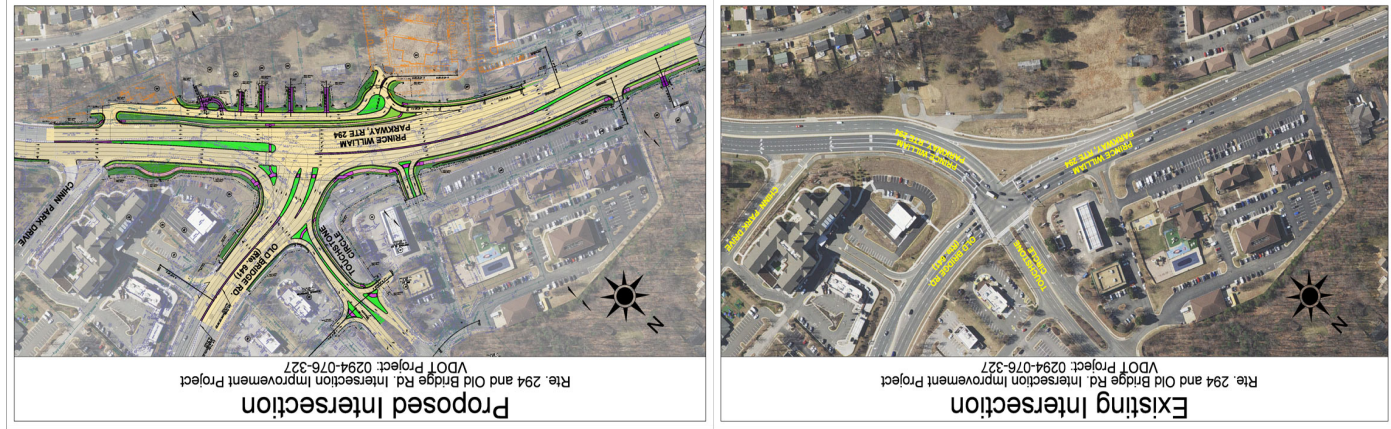 Existing Intersection
Rte. 294 and Old Bridge Rd. Intersection Improvement Project
VDOT Project: 0294-076-327
N
TOUCHSTONE
CIRCLE
OLD BRIDGE RD.
(Rte. 641)
CHINN PARK DRIVE
PRINCE WILLIAM
PARKWAY, RTE 294
PRINCE WILLIAM
PARKWAY, RTE 294
Proposed Intersection
Rte. 294 and Old Bridge Rd. Intersection Improvement Project
VDOT Project: 0294-076-327
N
OLD BRIDGE RD.
(Rte. 641)
TOUCHSTONE
CIRCLE
CHINN PARK DRIVE
PRINCE WILLIAM
PARKWAY, RTE 294